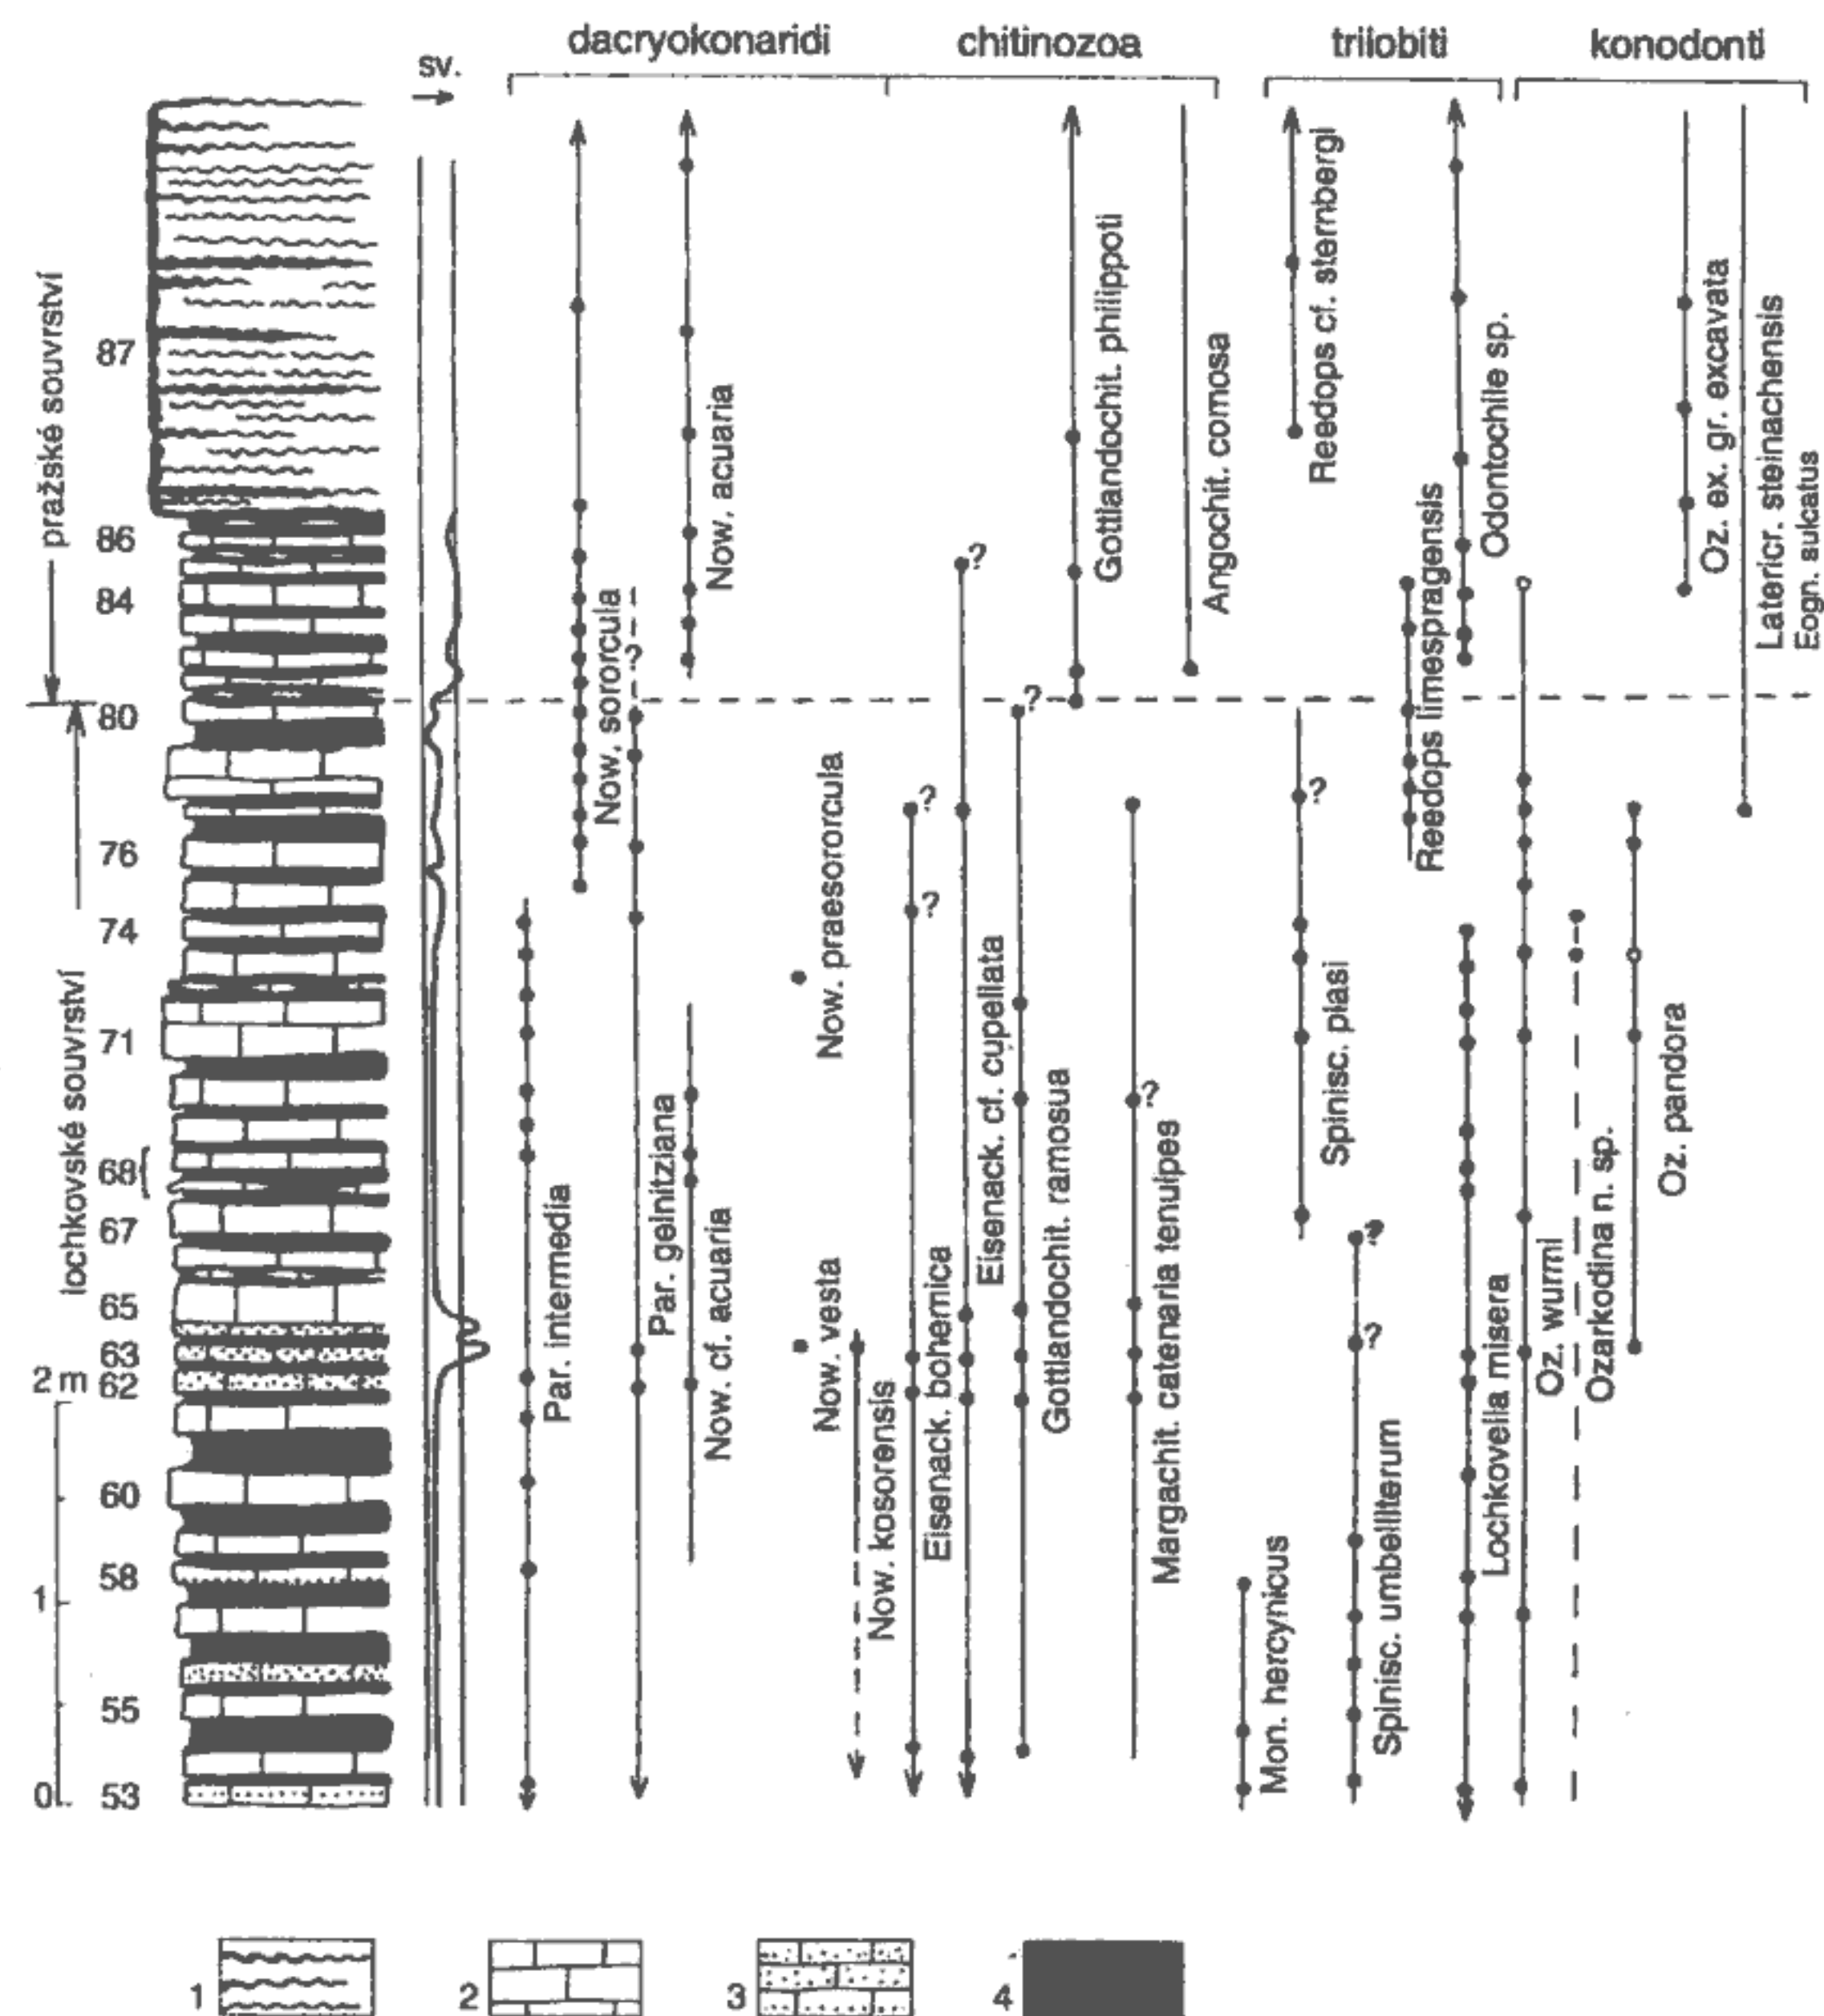 dacryokonaridi
chitinozoa
trilobiti
konodonti
sv.
pražské souvrství
lochkovské souvrství
87
86
84
80
76
74
71
68
67
65
63
62
60
58
55
53
2 m
1
0
Now. sororcula
?
Now. acuaria
Par. intermedia
Par. geinitziana
Now. cf. acuaria
Now. praesorcula
Now. vesta
Now. kosorensis
Eisenack. bohemica
?
?
Eisenack. cf. cupellata
?
Gottlandochit. ramosua
?
Gottlandochit. philippoti
Margachit. catenaria tenuipes
?
Angochit. comosa
Mon. hercynicus
Reedops cf. sternbergi
Spinisc. plasi
?
Spinisc. umbelliterum
?
?
Reedops limespragensis
Odontochile sp.
Lochkovella misera
Oz. wurmi
Ozarkodina n. sp.
Oz. pandora
Oz. ex. gr. excavata
Latericr. steinachensis
Eogn. sulcatus
1
2
3
4